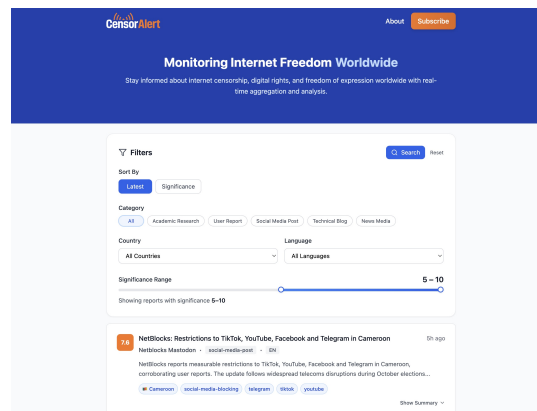 CensorAlert
About
Subscribe
Monitoring Internet Freedom Worldwide
Stay informed about internet censorship, digital rights, and freedom of expression worldwide with real-
time aggregation and analysis.
Filters
Search
Reset
Sort By
Latest
Significance
Category
All
Academic Research
User Report
Social Media Post
Technical Blog
News Media
Country
Language
All Countries
All Languages
Significance Range
5 – 10
Showing reports with significance 5–10
7.6
NetBlocks: Restrictions to TikTok, YouTube, Facebook and Telegram in Cameroon
5h ago
Netblocks Mastodon • social-media-post • EN
NetBlocks reports measurable restrictions to TikTok, YouTube, Facebook and Telegram in Cameroon,
corroborating user reports. The update follows widespread telecoms disruptions during October elections...
Cameroon
social-media-blocking
telegram
tiktok
youtube
Show Summary